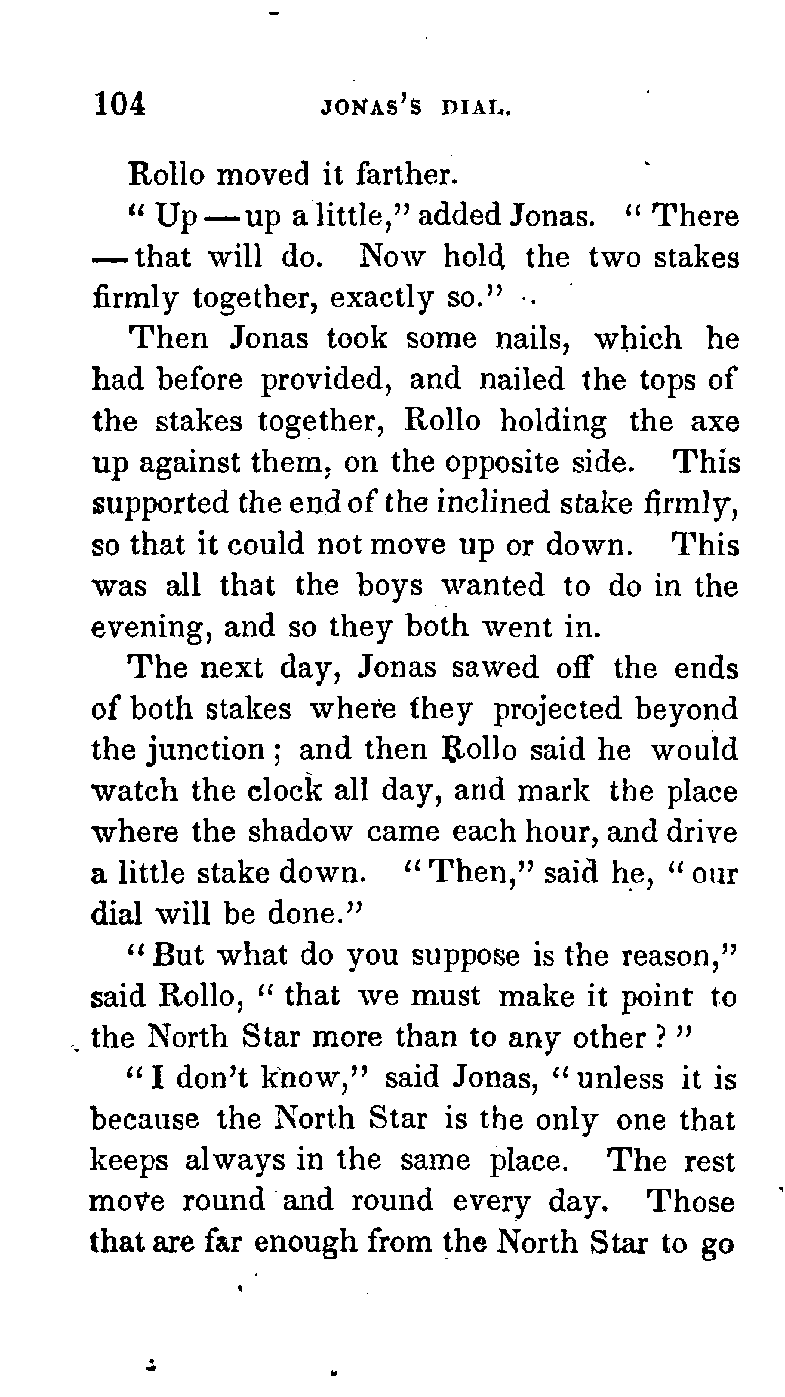 104 JONAS'S DIAL.
Rollo moved it farther.
“Up—up a little,” added Jonas. “There
—that will do. Now hold the two stakes
firmly together, exactly so.”
Then Jonas took some nails, which he
had before provided, and nailed the tops of
the stakes together, Rollo holding the axe
up against them, on the opposite side. This
supported the end of the inclined stake firmly,
so that it could not move up or down. This
was all that the boys wanted to do in the
evening, and so they both went in.
The next day, Jonas sawed off the ends
of both stakes where they projected beyond
the junction; and then Rollo said he would
watch the clock all day, and mark the place
where the shadow came each hour, and drive
a little stake down. “Then,” said he, “our
dial will be done.”
“But what do you suppose is the reason,”
said Rollo, “that we must make it point to
the North Star more than to any other?”
“I don't know,” said Jonas, “unless it is
because the North Star is the only one that
keeps always in the same place. The rest
move round and round every day. Those
that are far enough from the North Star to go